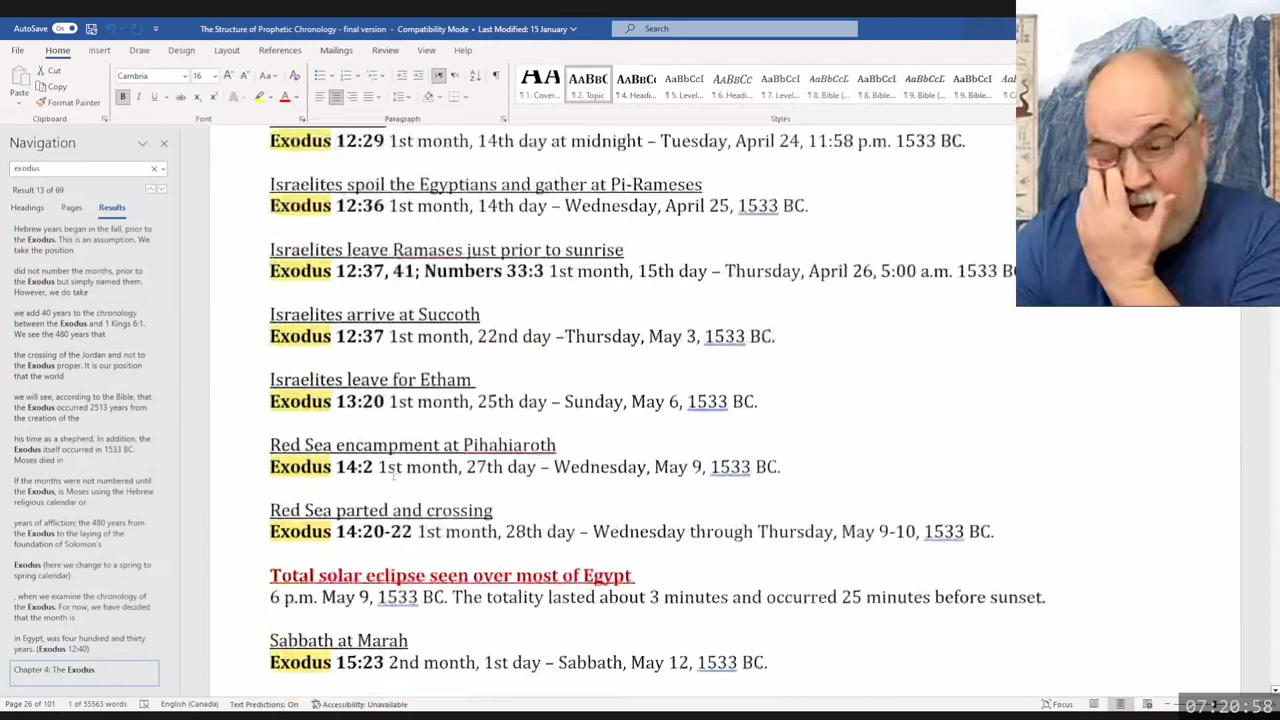 AutoSave On
The Structure of Prophetic Chronology - final version - Compatibility Mode • Last Modified: 15 January
Search
File Home Insert Draw Design Layout References Mailings Review View Help
Paste
Cut
Copy
Format Painter
Clipboard
Cambria 16
Font
Paragraph
1. Cover...
2. Topic
4. Headi...
5. Level...
6. Headi...
7. Level...
8. Bible (...
8. Bible...
9. Bible (...
9. Bible...
Styles
Navigation
exodus
Result 13 of 69
Headings Pages Results
Hebrew years began in the fall, prior to
the Exodus. This is an assumption. We
take the position
did not number the months, prior to
the Exodus but simply named them.
However, we do take
we add 40 years to the chronology
between the Exodus and 1 Kings 6:1.
We see the 480 years that
the crossing of the Jordan and not to
the Exodus proper. It is our position
that the world
we will see, according to the Bible, that
the Exodus occurred 2513 years from
the creation of the
his time as a shepherd. In addition, the
Exodus itself occurred in 1533 BC.
Moses died in
If the months were not numbered until
the Exodus, is Moses using the Hebrew
religious calendar or
years of affliction; the 480 years from
the Exodus to the laying of the
foundation of Solomon's
Exodus (here we change to a spring to
spring calendar)
, when we examine the chronology of
the Exodus. For now, we have decided
that the month is
in Egypt, was four hundred and thirty
years. (Exodus 12:40)
Chapter 4: The Exodus
Exodus 12:29 1st month, 14th day at midnight – Tuesday, April 24, 11:58 p.m. 1533 BC.
Israelites spoil the Egyptians and gather at Pi-Rameses
Exodus 12:36 1st month, 14th day – Wednesday, April 25, 1533 BC.
Israelites leave Ramases just prior to sunrise
Exodus 12:37, 41; Numbers 33:3 1st month, 15th day – Thursday, April 26, 5:00 a.m. 1533
Israelites arrive at Succoth
Exodus 12:37 1st month, 22nd day –Thursday, May 3, 1533 BC.
Israelites leave for Etham
Exodus 13:20 1st month, 25th day – Sunday, May 6, 1533 BC.
Red Sea encampment at Pihahiaroth
Exodus 14:2 1st month, 27th day – Wednesday, May 9, 1533 BC.
Red Sea parted and crossing
Exodus 14:20-22 1st month, 28th day – Wednesday through Thursday, May 9-10, 1533 BC.
Total solar eclipse seen over most of Egypt
6 p.m. May 9, 1533 BC. The totality lasted about 3 minutes and occurred 25 minutes before sunset.
Sabbath at Marah
Exodus 15:23 2nd month, 1st day – Sabbath, May 12, 1533 BC.
Page 26 of 101 1 of 55563 words English (Canada) Text Predictions: On Accessibility: Unavailable Focus
07:20:58